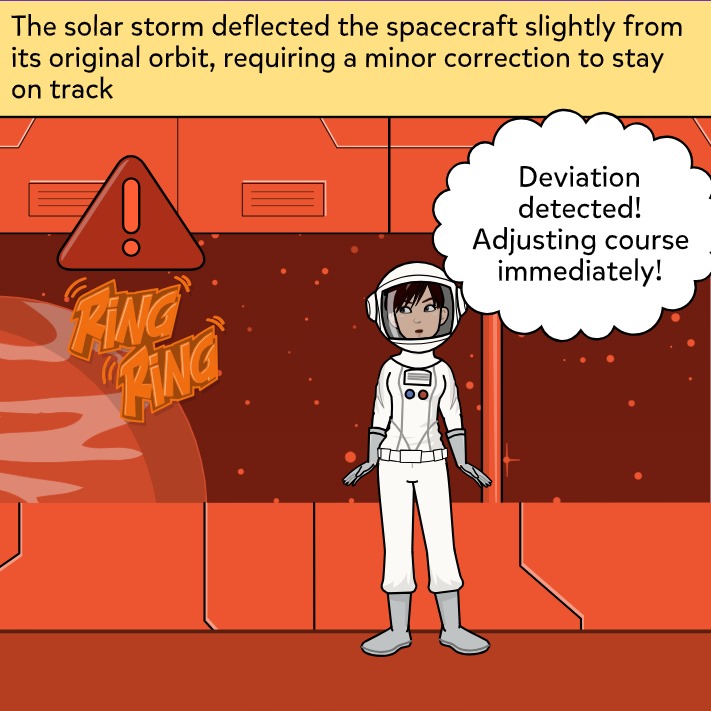 The solar storm deflected the spacecraft slightly from
its original orbit, requiring a minor correction to stay
on track
Deviation
detected!
Adjusting course
immediately!
RiNG
RiNG